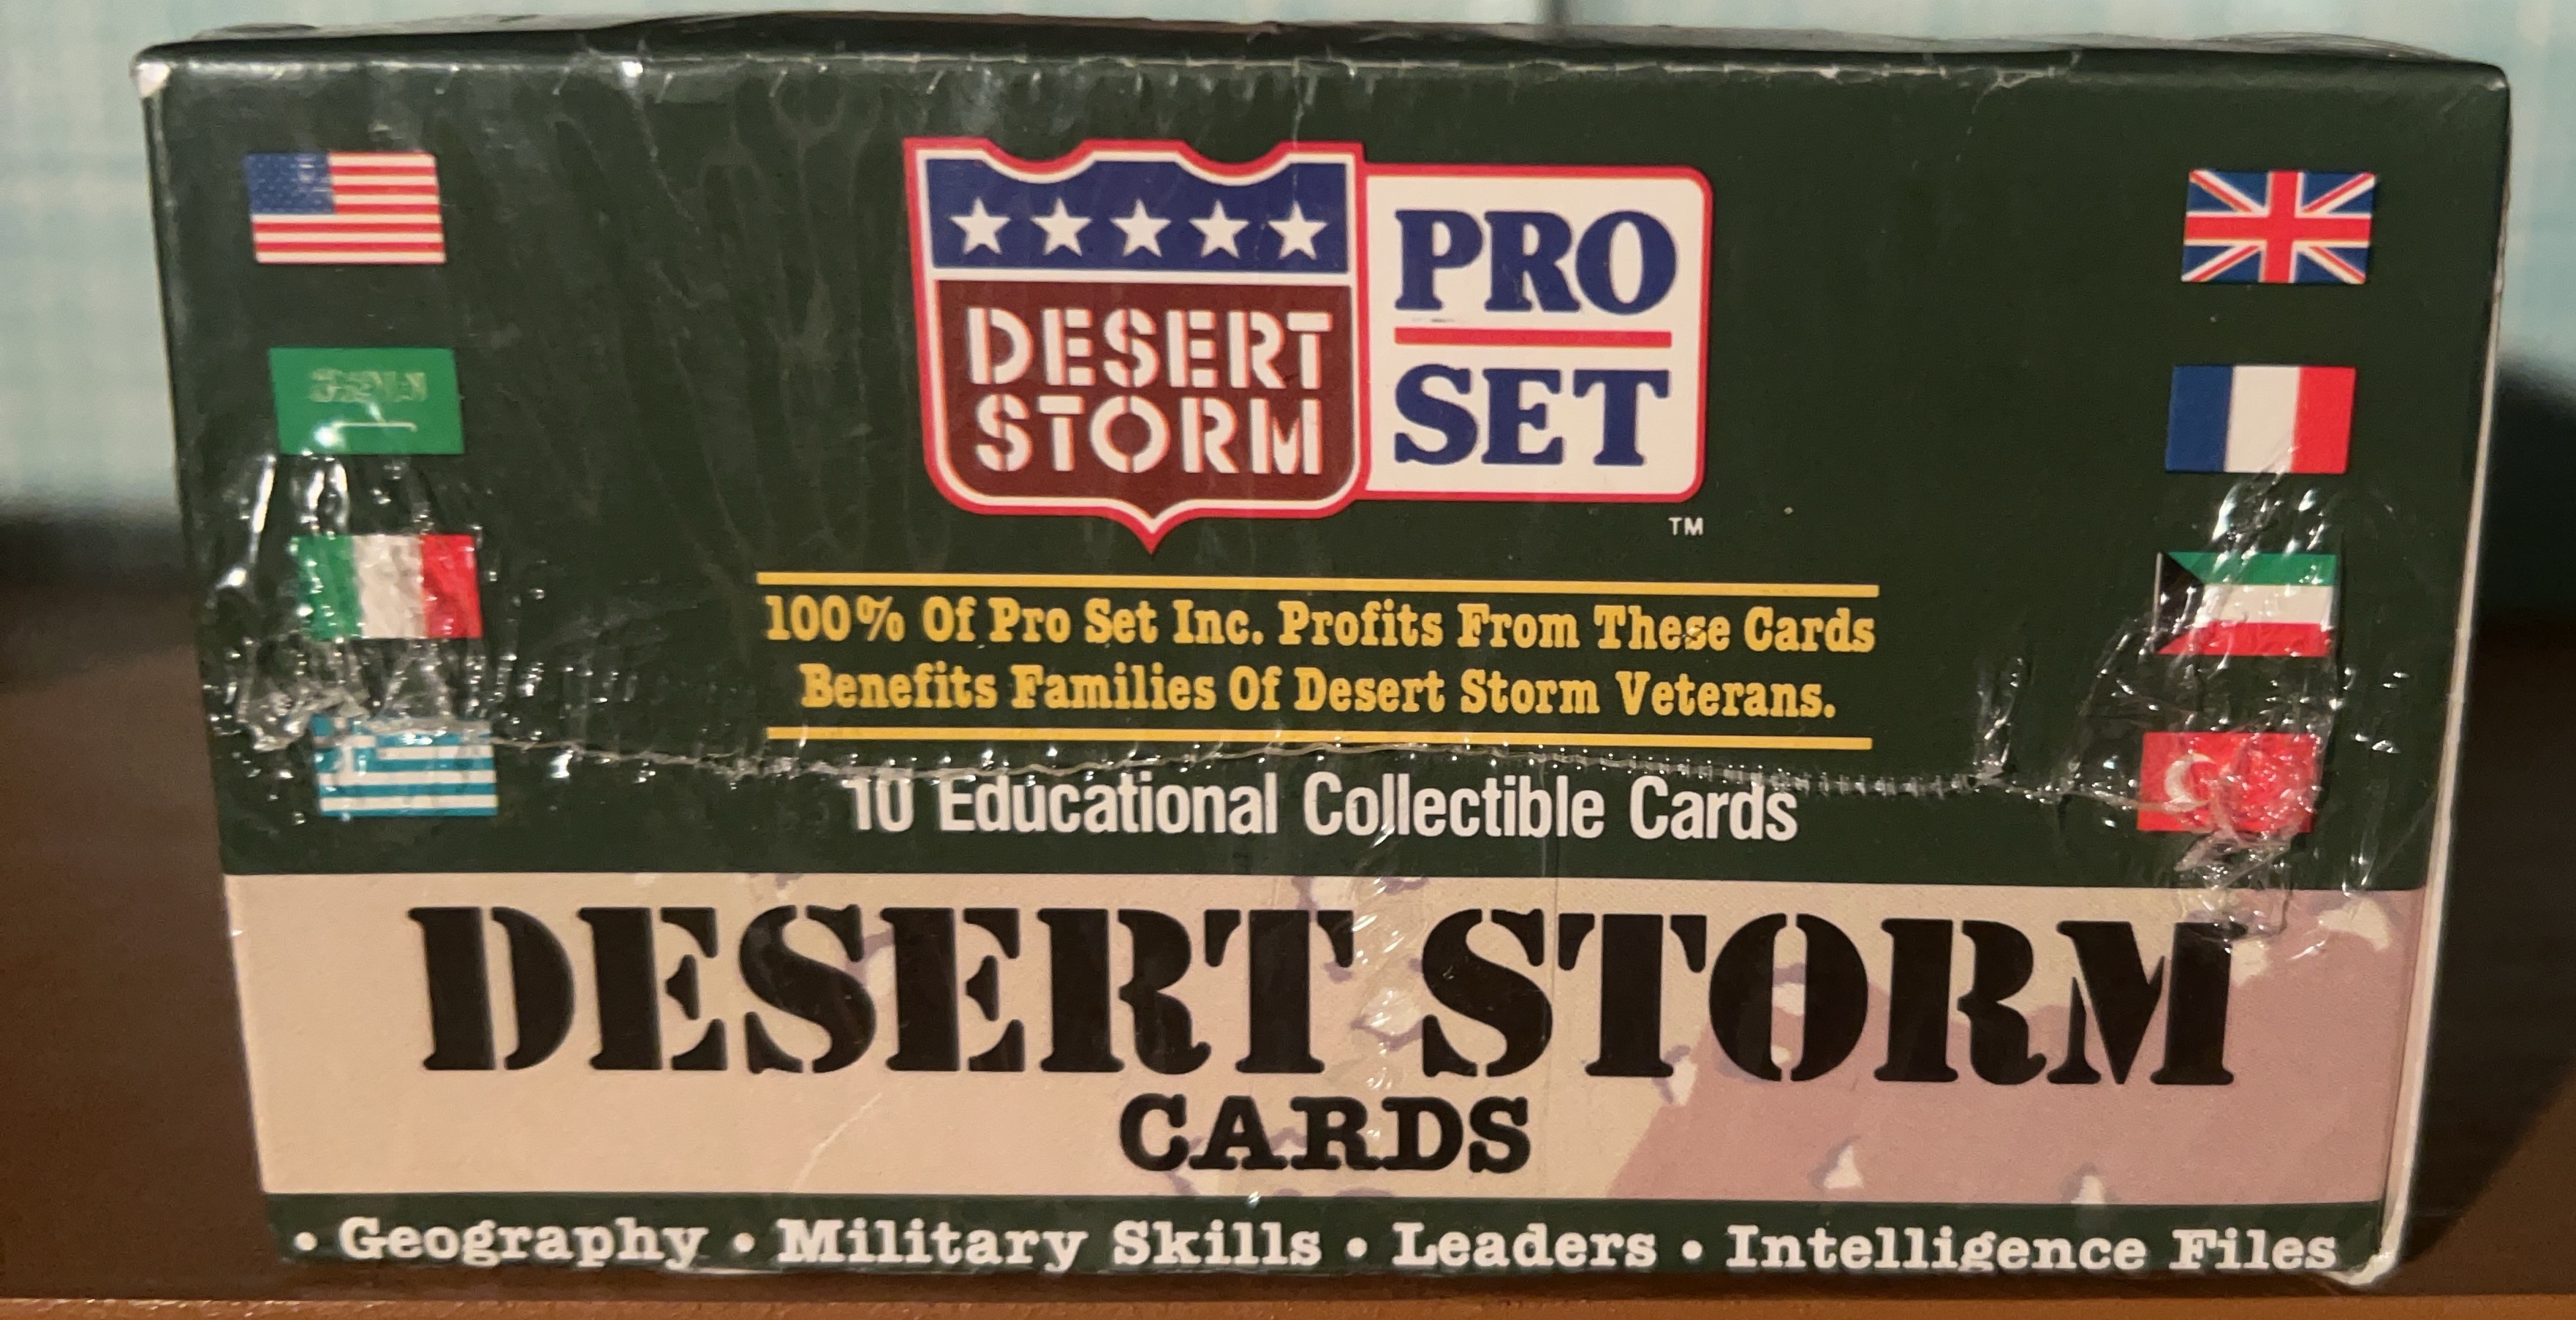 DESERT
STORM
PRO
SET
TM
100% Of Pro Set Inc. Profits From These Cards
Benefits Families Of Desert Storm Veterans.
10 Educational Collectible Cards
DESERT STORM
CARDS
• Geography • Military Skills • Leaders • Intelligence Files